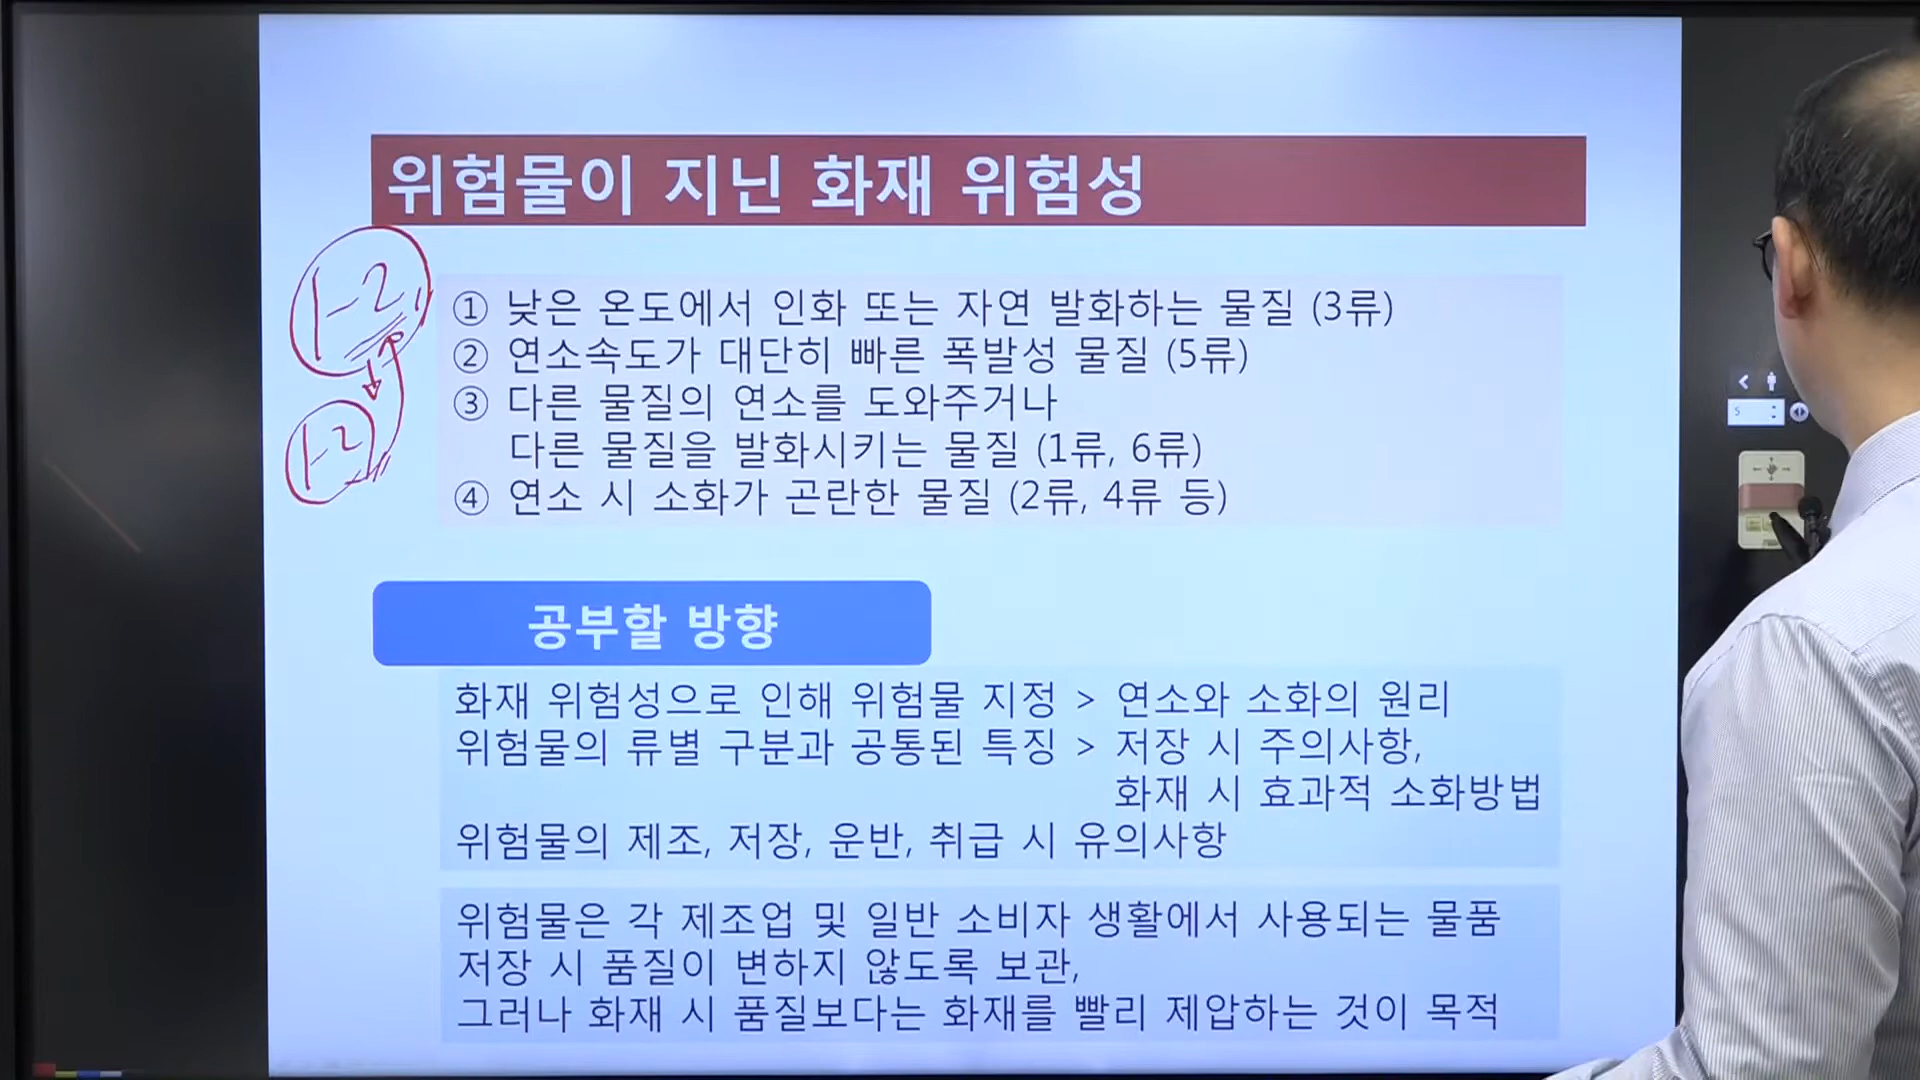 위험물이 지닌 화재 위험성
1-2
1-2
① 낮은 온도에서 인화 또는 자연 발화하는 물질 (3류)
② 연소속도가 대단히 빠른 폭발성 물질 (5류)
③ 다른 물질의 연소를 도와주거나
다른 물질을 발화시키는 물질 (1류, 6류)
④ 연소 시 소화가 곤란한 물질 (2류, 4류 등)
공부할 방향
화재 위험성으로 인해 위험물 지정 > 연소와 소화의 원리
위험물의 류별 구분과 공통된 특징 > 저장 시 주의사항,
화재 시 효과적 소화방법
위험물의 제조, 저장, 운반, 취급 시 유의사항
위험물은 각 제조업 및 일반 소비자 생활에서 사용되는 물품
저장 시 품질이 변하지 않도록 보관,
그러나 화재 시 품질보다는 화재를 빨리 제압하는 것이 목적
5